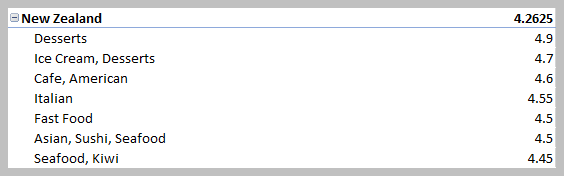 New Zealand 4.2625
Desserts 4.9
Ice Cream, Desserts 4.7
Cafe, American 4.6
Italian 4.55
Fast Food 4.5
Asian, Sushi, Seafood 4.5
Seafood, Kiwi 4.45